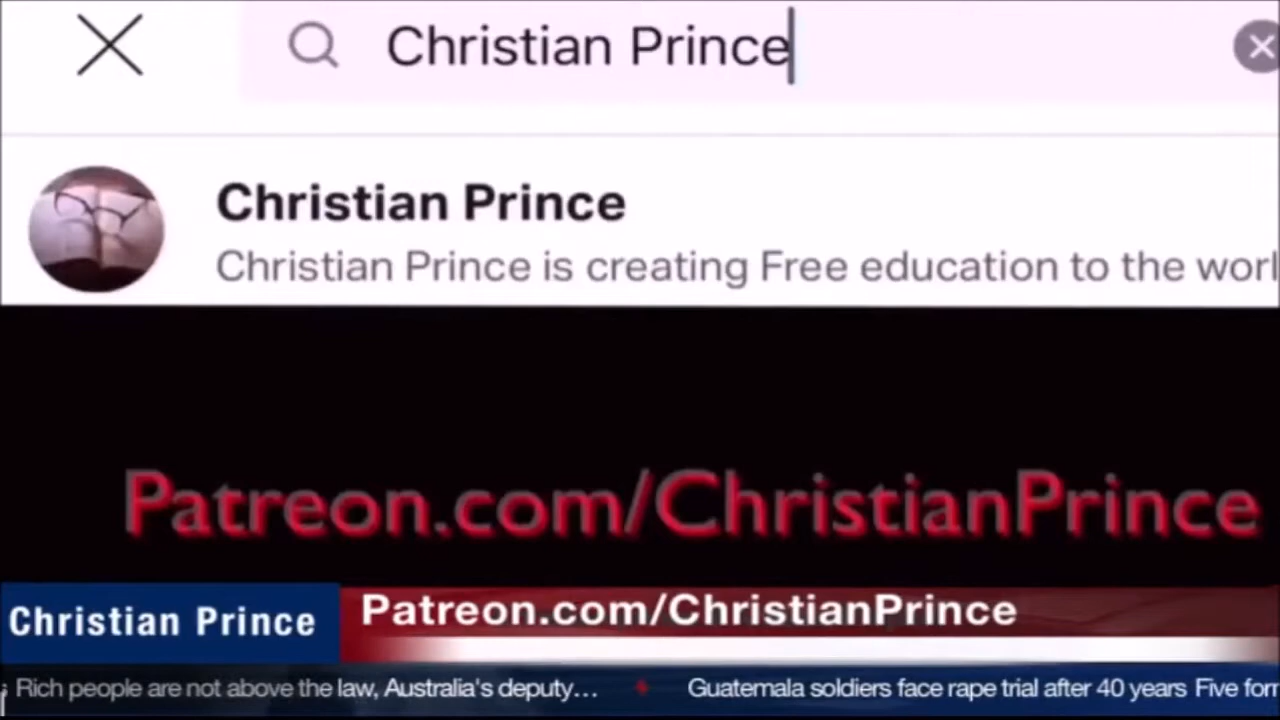 Christian Prince
Christian Prince
Christian Prince is creating Free education to the worl
Patreon.com/ChristianPrince
Christian Prince
Patreon.com/ChristianPrince
Rich people are not above the law, Australia's deputy… Guatemala soldiers face rape trial after 40 years Five